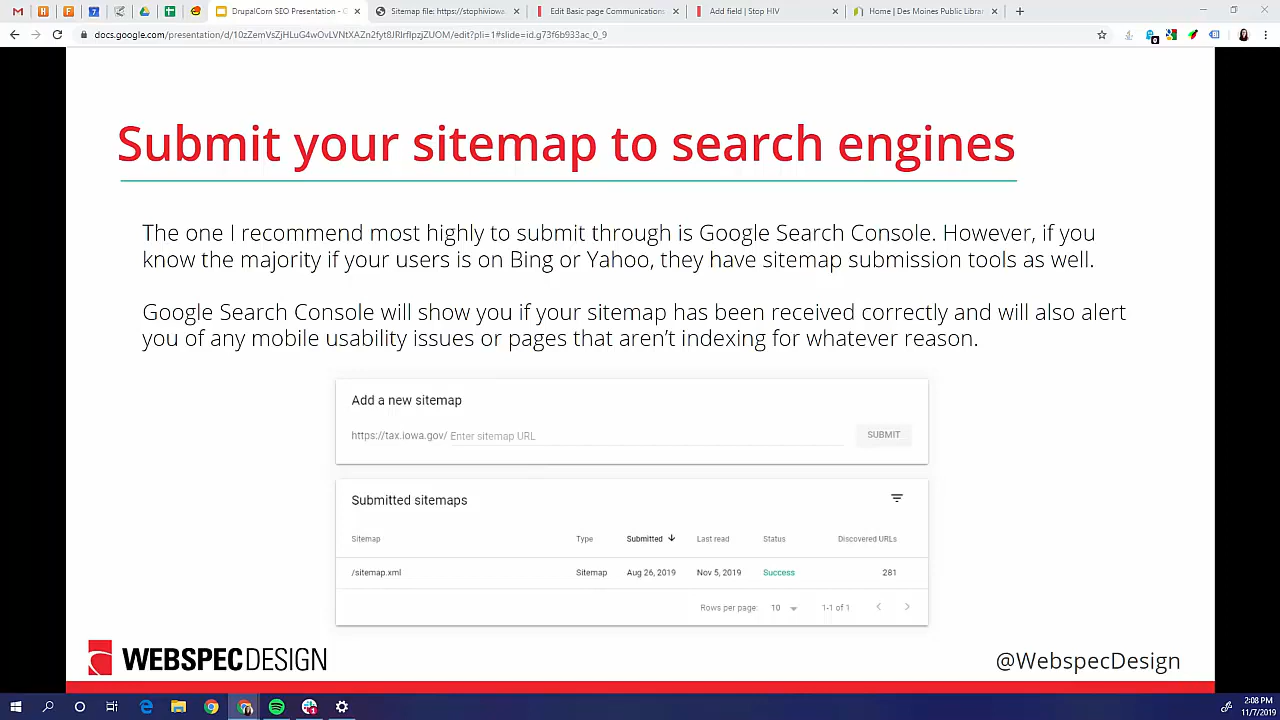 DrupalCorn SEO Presentation - G
Sitemap file: https://stophiviowa
Edit Basic page Communications
Add field | Stop HIV
Home | Des Moines Public Librar
docs.google.com/presentation/d/10zZemVsZjHLuG4wOvLVNtXAZn2fyt8JRlrfIpzjZUOM/edit?pli=1#slide=id.g73f6b933ac_0_9
Submit your sitemap to search engines
The one I recommend most highly to submit through is Google Search Console. However, if you
know the majority if your users is on Bing or Yahoo, they have sitemap submission tools as well.
Google Search Console will show you if your sitemap has been received correctly and will also alert
you of any mobile usability issues or pages that aren't indexing for whatever reason.
Add a new sitemap
https://tax.iowa.gov/ Enter sitemap URL
SUBMIT
Submitted sitemaps
Sitemap Type Submitted Last read Status Discovered URLs
/sitemap.xml Sitemap Aug 26, 2019 Nov 5, 2019 Success 281
Rows per page: 10 1-1 of 1
WEBSPEC DESIGN
@WebspecDesign
2:08 PM
11/7/2019